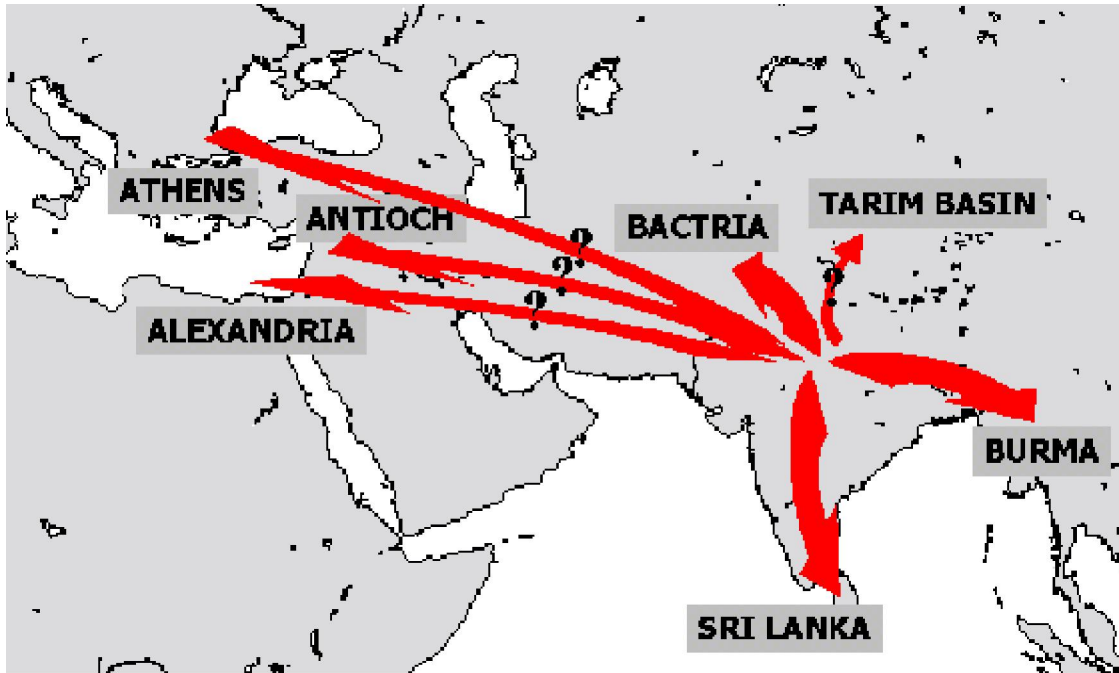 ATHENS
ANTIOCH
BACTRIA
TARIM BASIN
?
?
?
?
ALEXANDRIA
BURMA
SRI LANKA